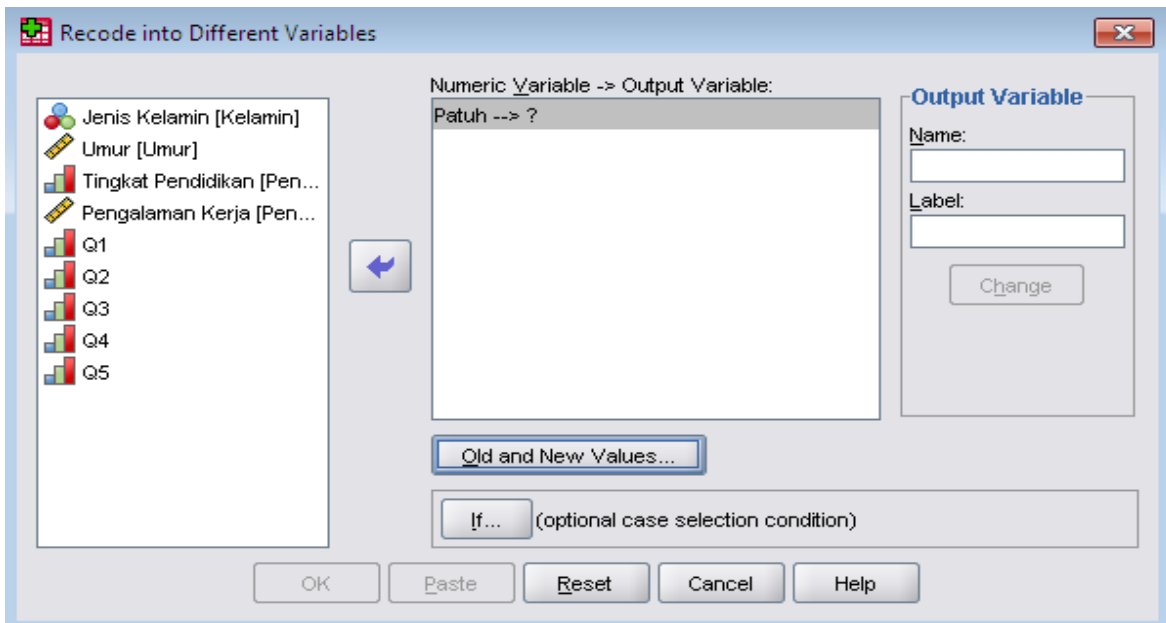 Recode into Different Variables
Jenis Kelamin [Kelamin]
Umur [Umur]
Tingkat Pendidikan [Pen...
Pengalaman Kerja [Pen...
Q1
Q2
Q3
Q4
Q5
Numeric Variable -> Output Variable:
Patuh --> ?
Output Variable
Name:
Label:
Change
Old and New Values...
If... (optional case selection condition)
OK Paste Reset Cancel Help